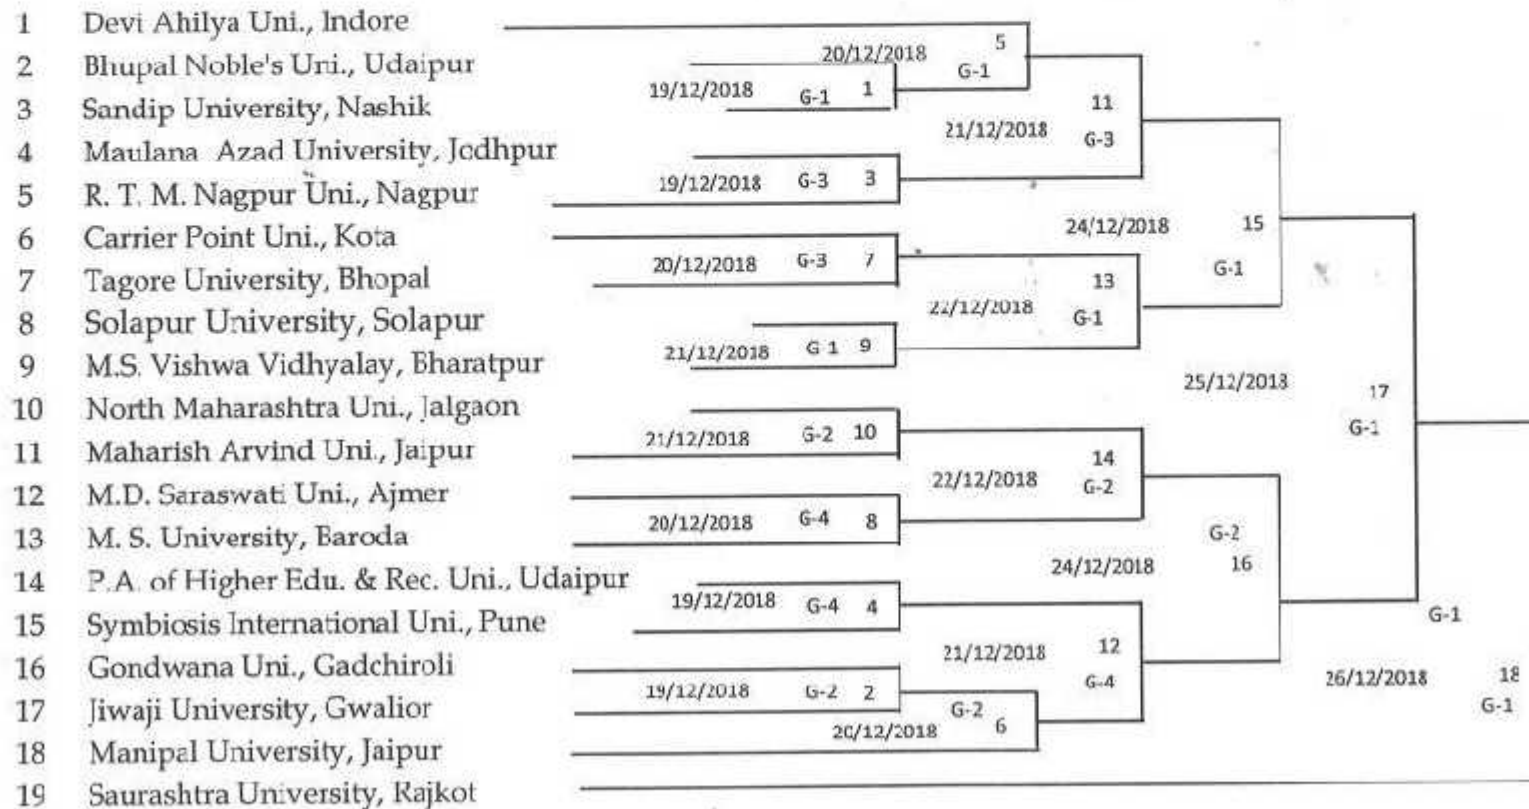 1 Devi Ahilya Uni., Indore
20/12/2018 5
G-1
2 Bhupal Noble's Uni., Udaipur
19/12/2018 G-1 1
3 Sandip University, Nashik
21/12/2018 11
G-3
4 Maulana Azad University, Jodhpur
19/12/2018 G-3 3
5 R. T. M. Nagpur Uni., Nagpur
24/12/2018 15
G-1
6 Carrier Point Uni., Kota
20/12/2018 G-3 7
7 Tagore University, Bhopal
22/12/2018 13
G-1
8 Solapur University, Solapur
21/12/2018 G 1 9
9 M.S. Vishwa Vidhyalay, Bharatpur
25/12/2018 17
G-1
10 North Maharashtra Uni., Jalgaon
21/12/2018 G-2 10
11 Maharish Arvind Uni., Jaipur
22/12/2018 14
G-2
12 M.D. Saraswati Uni., Ajmer
20/12/2018 G-4 8
13 M. S. University, Baroda
24/12/2018 G-2
16
14 P.A. of Higher Edu. & Rec. Uni., Udaipur
19/12/2018 G-4 4
15 Symbiosis International Uni., Pune
21/12/2018 12
G-4
G-1
16 Gondwana Uni., Gadchiroli
19/12/2018 G-2 2
26/12/2018 18
G-1
17 Jiwaji University, Gwalior
20/12/2018 G-2 6
18 Manipal University, Jaipur
19 Saurashtra University, Rajkot